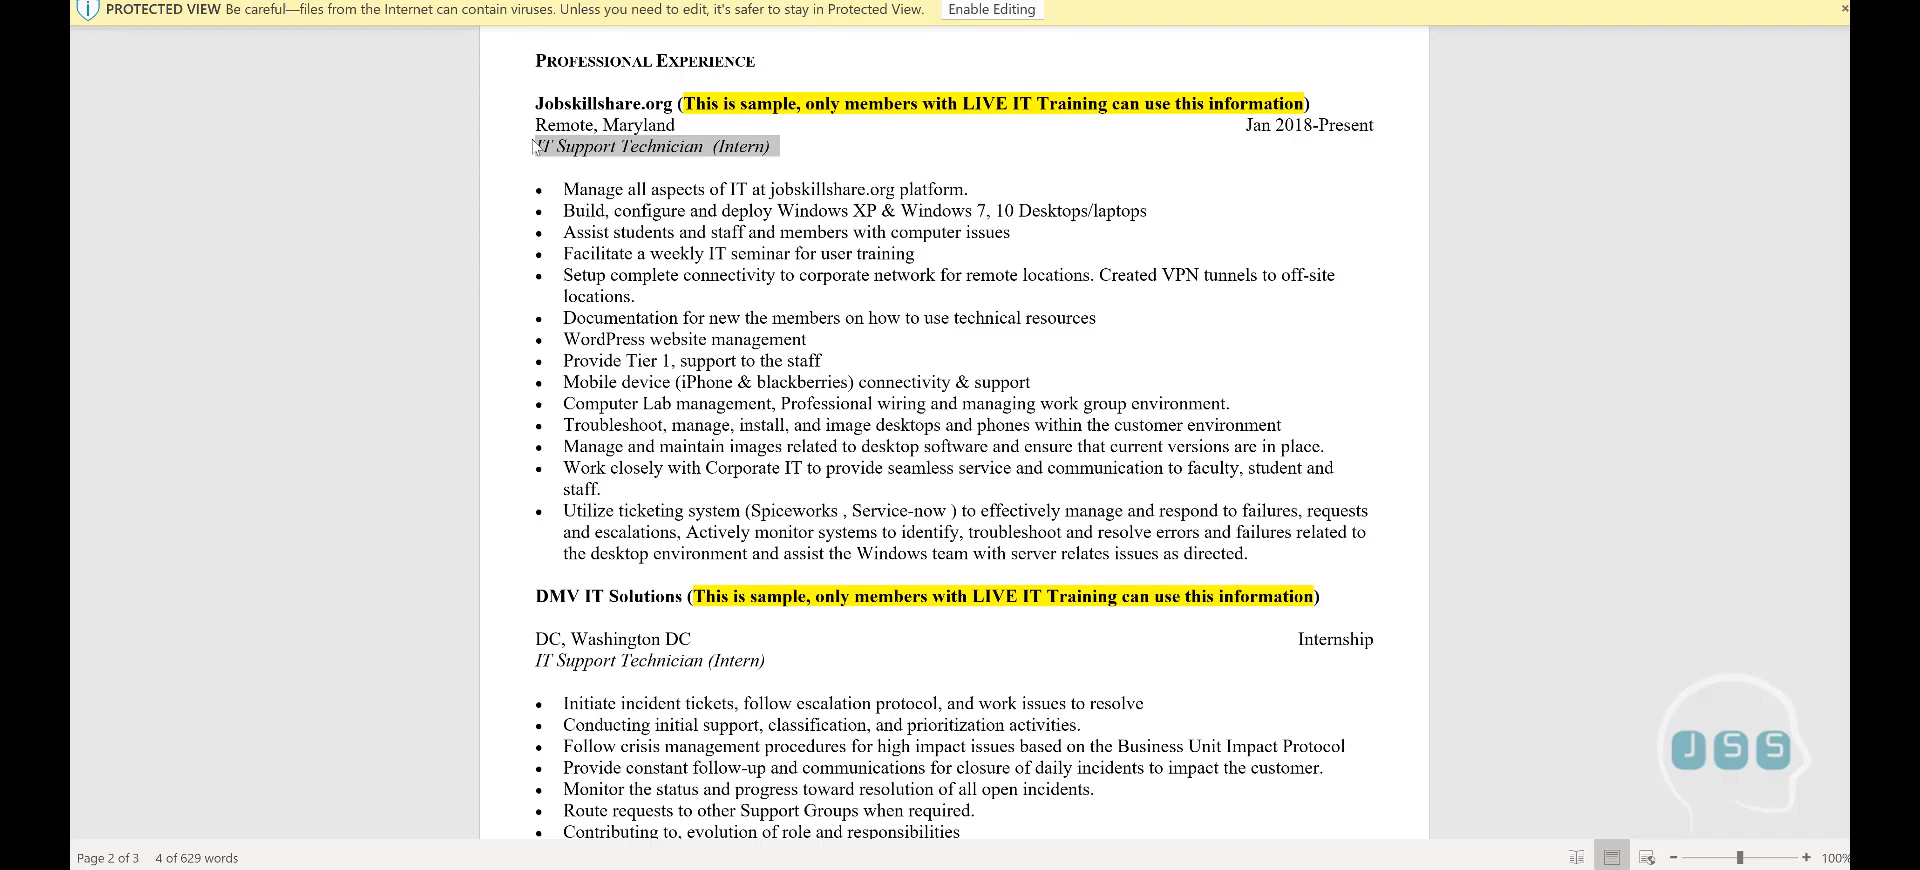 PROTECTED VIEW Be careful—files from the Internet can contain viruses. Unless you need to edit, it's safer to stay in Protected View. Enable Editing ×
PROFESSIONAL EXPERIENCE
Jobskillshare.org (This is sample, only members with LIVE IT Training can use this information)
Remote, Maryland Jan 2018-Present
IT Support Technician (Intern)
• Manage all aspects of IT at jobskillshare.org platform.
• Build, configure and deploy Windows XP & Windows 7, 10 Desktops/laptops
• Assist students and staff and members with computer issues
• Facilitate a weekly IT seminar for user training
• Setup complete connectivity to corporate network for remote locations. Created VPN tunnels to off-site
locations.
• Documentation for new the members on how to use technical resources
• WordPress website management
• Provide Tier 1, support to the staff
• Mobile device (iPhone & blackberries) connectivity & support
• Computer Lab management, Professional wiring and managing work group environment.
• Troubleshoot, manage, install, and image desktops and phones within the customer environment
• Manage and maintain images related to desktop software and ensure that current versions are in place.
• Work closely with Corporate IT to provide seamless service and communication to faculty, student and
staff.
• Utilize ticketing system (Spiceworks , Service-now ) to effectively manage and respond to failures, requests
and escalations, Actively monitor systems to identify, troubleshoot and resolve errors and failures related to
the desktop environment and assist the Windows team with server relates issues as directed.
DMV IT Solutions (This is sample, only members with LIVE IT Training can use this information)
DC, Washington DC Internship
IT Support Technician (Intern)
• Initiate incident tickets, follow escalation protocol, and work issues to resolve
• Conducting initial support, classification, and prioritization activities.
• Follow crisis management procedures for high impact issues based on the Business Unit Impact Protocol
• Provide constant follow-up and communications for closure of daily incidents to impact the customer.
• Monitor the status and progress toward resolution of all open incidents.
• Route requests to other Support Groups when required.
• Contributing to, evolution of role and responsibilities
JSS
Page 2 of 3 4 of 629 words 100%